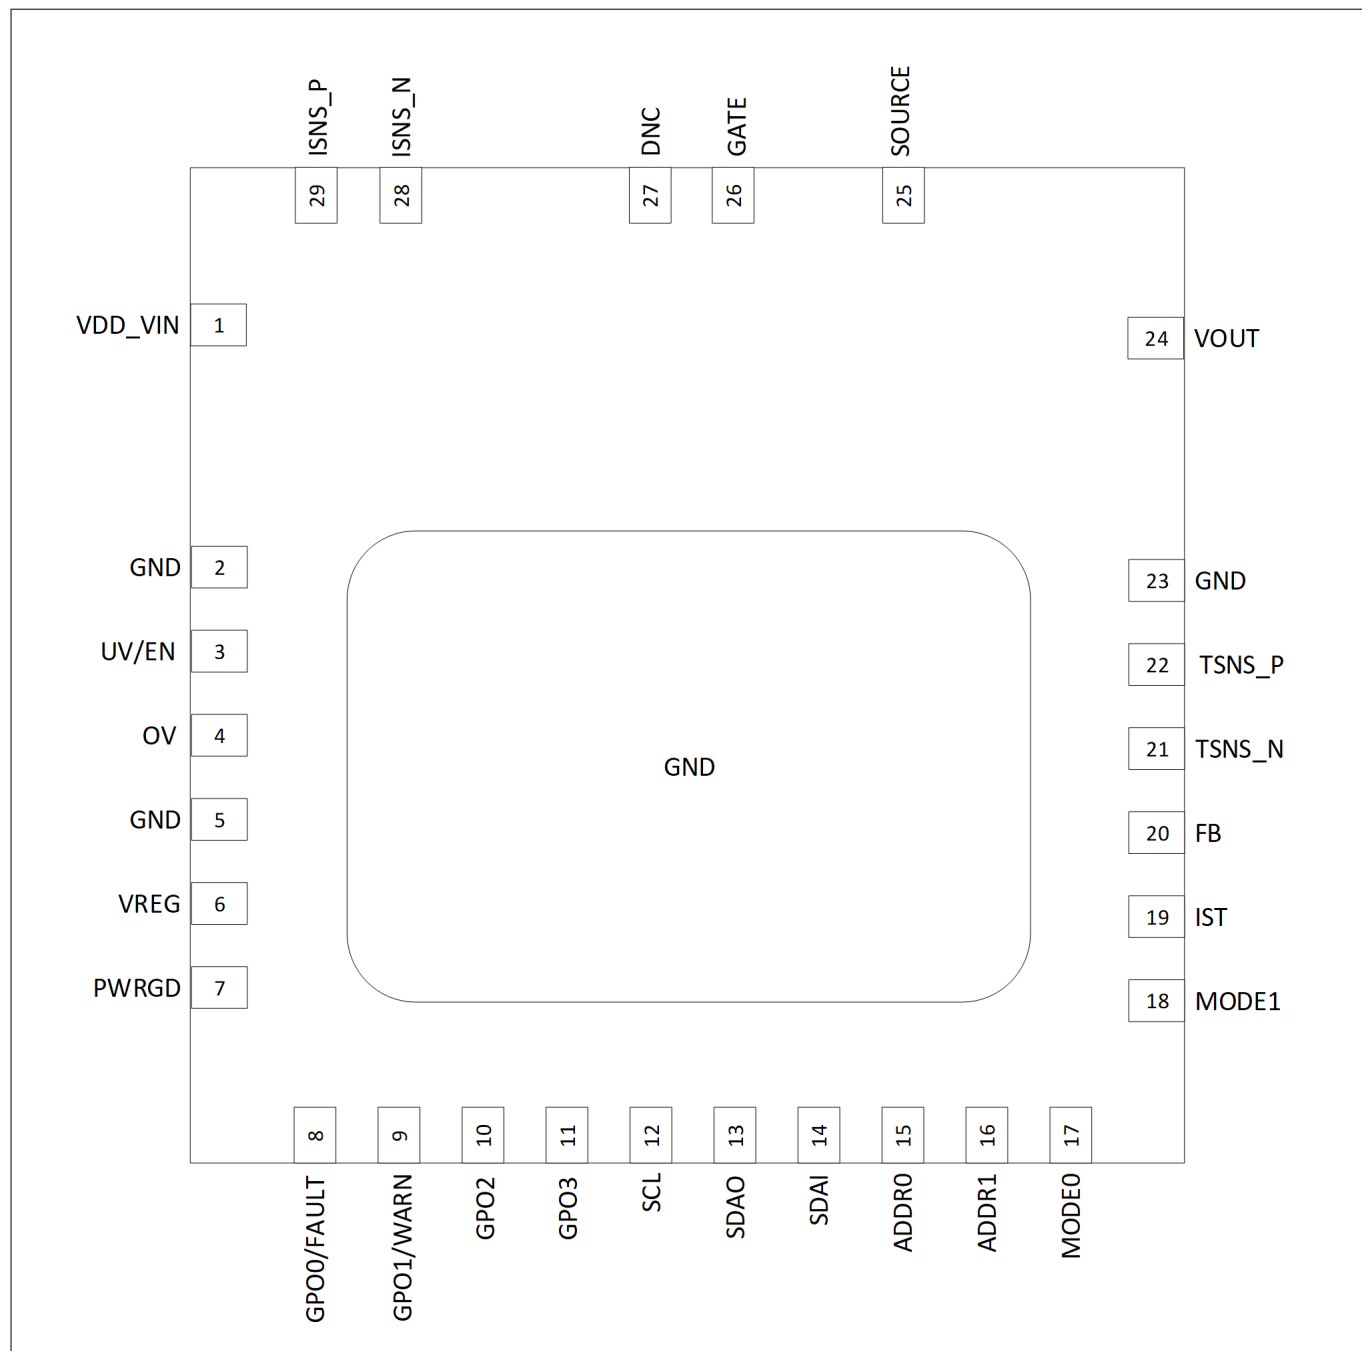 ISNS_P
ISNS_N
DNC
GATE
SOURCE
29
28
27
26
25
VDD_VIN 1
24 VOUT
GND 2
23 GND
UV/EN 3
22 TSNS_P
OV 4
21 TSNS_N
GND
GND 5
20 FB
VREG 6
19 IST
PWRGD 7
18 MODE1
8
9
10
11
12
13
14
15
16
17
GPO0/FAULT
GPO1/WARN
GPO2
GPO3
SCL
SDAO
SDAI
ADDR0
ADDR1
MODE0